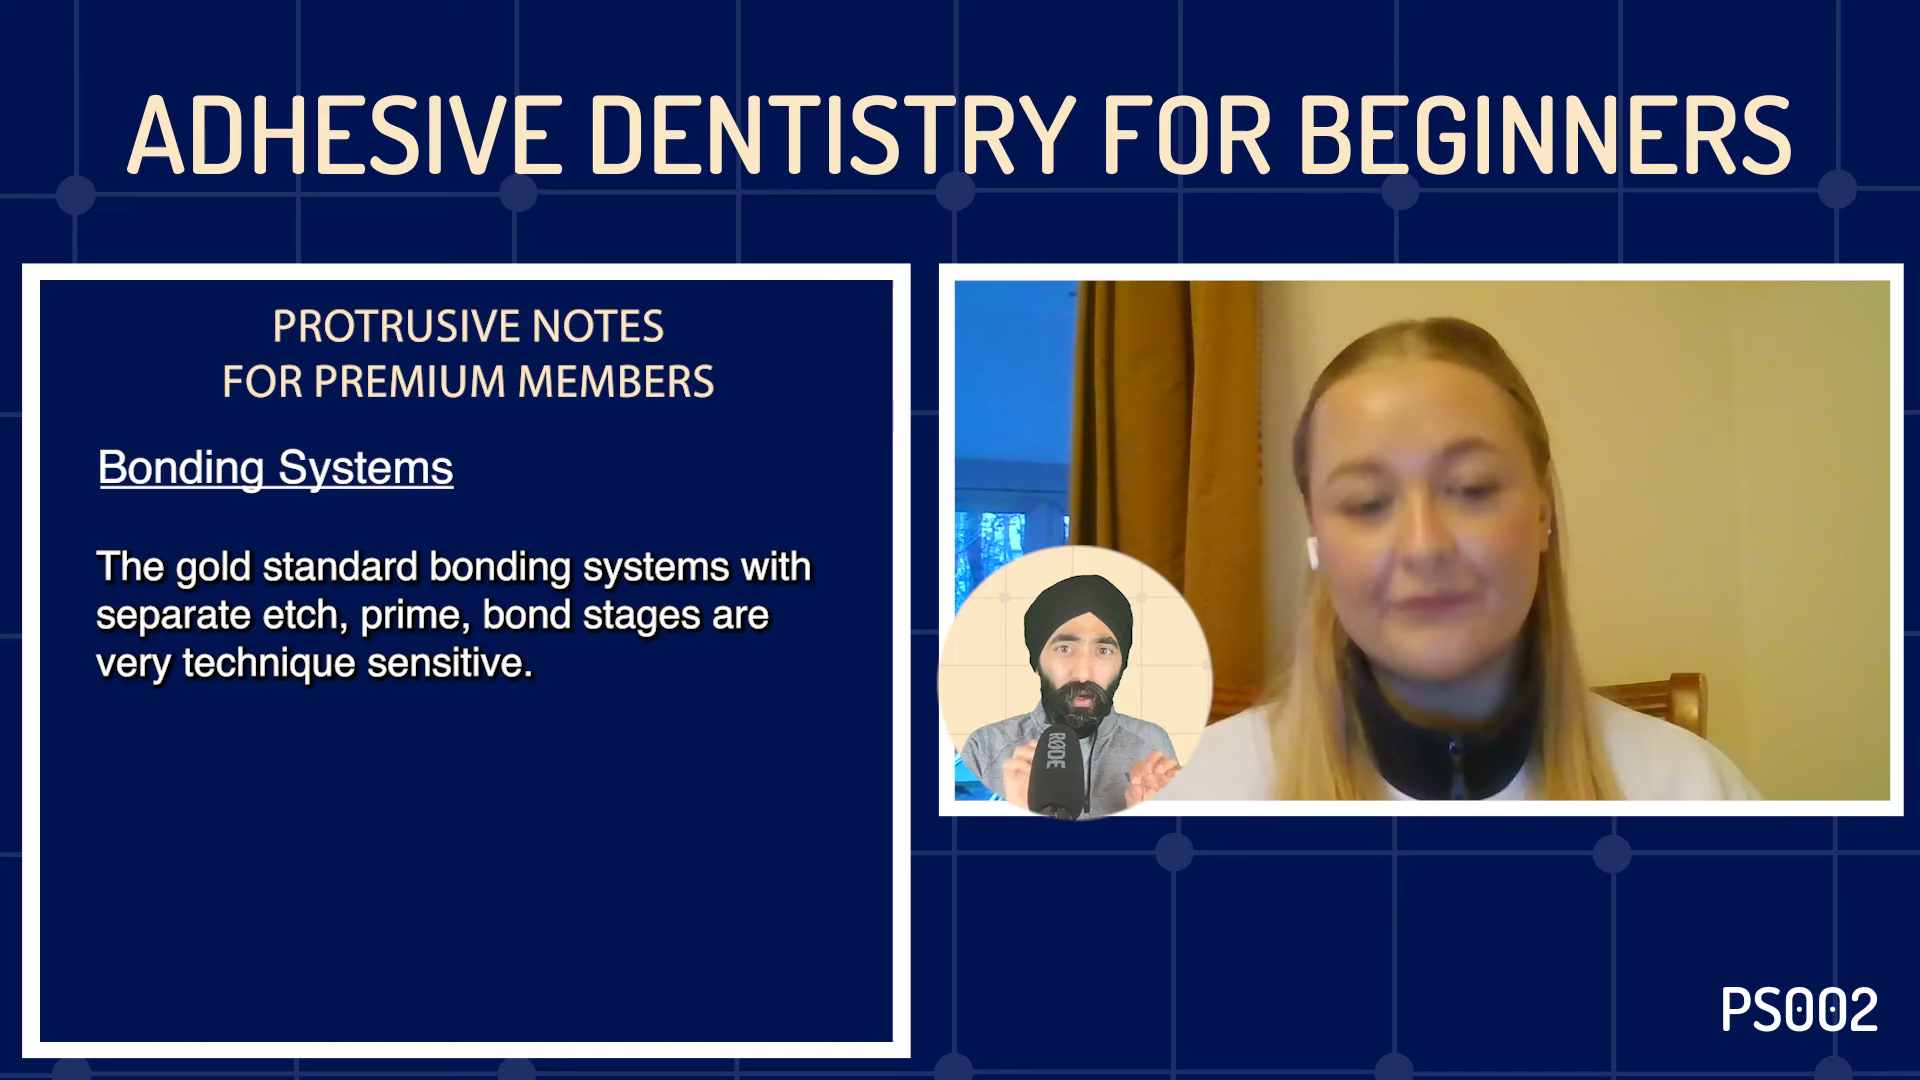 ADHESIVE DENTISTRY FOR BEGINNERS
PROTRUSIVE NOTES
FOR PREMIUM MEMBERS
Bonding Systems
The gold standard bonding systems with
separate etch, prime, bond stages are
very technique sensitive.
RØDE
PS002